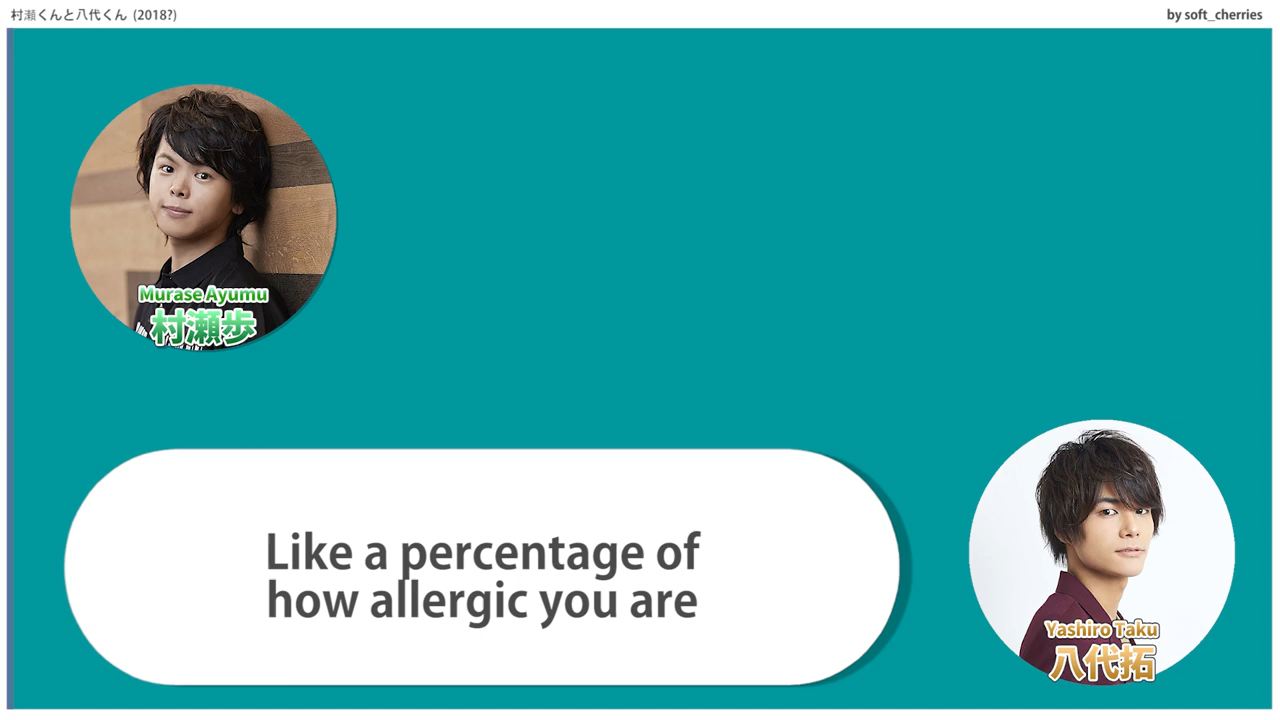 村瀬くんと八代くん (2018?)
by soft_cherries
Murase Ayumu
村瀬歩
Like a percentage of
how allergic you are
Yashiro Taku
八代拓